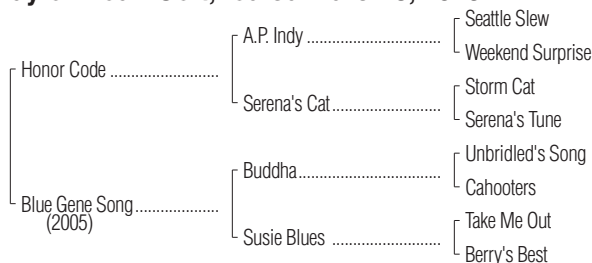 Seattle Slew
A.P. Indy ................................
Weekend Surprise
Honor Code ..........................
Storm Cat
Serena's Cat..........................
Serena's Tune
Unbridled's Song
Buddha..................................
Cahooters
Blue Gene Song....................
(2005)
Take Me Out
Susie Blues ..........................
Berry's Best